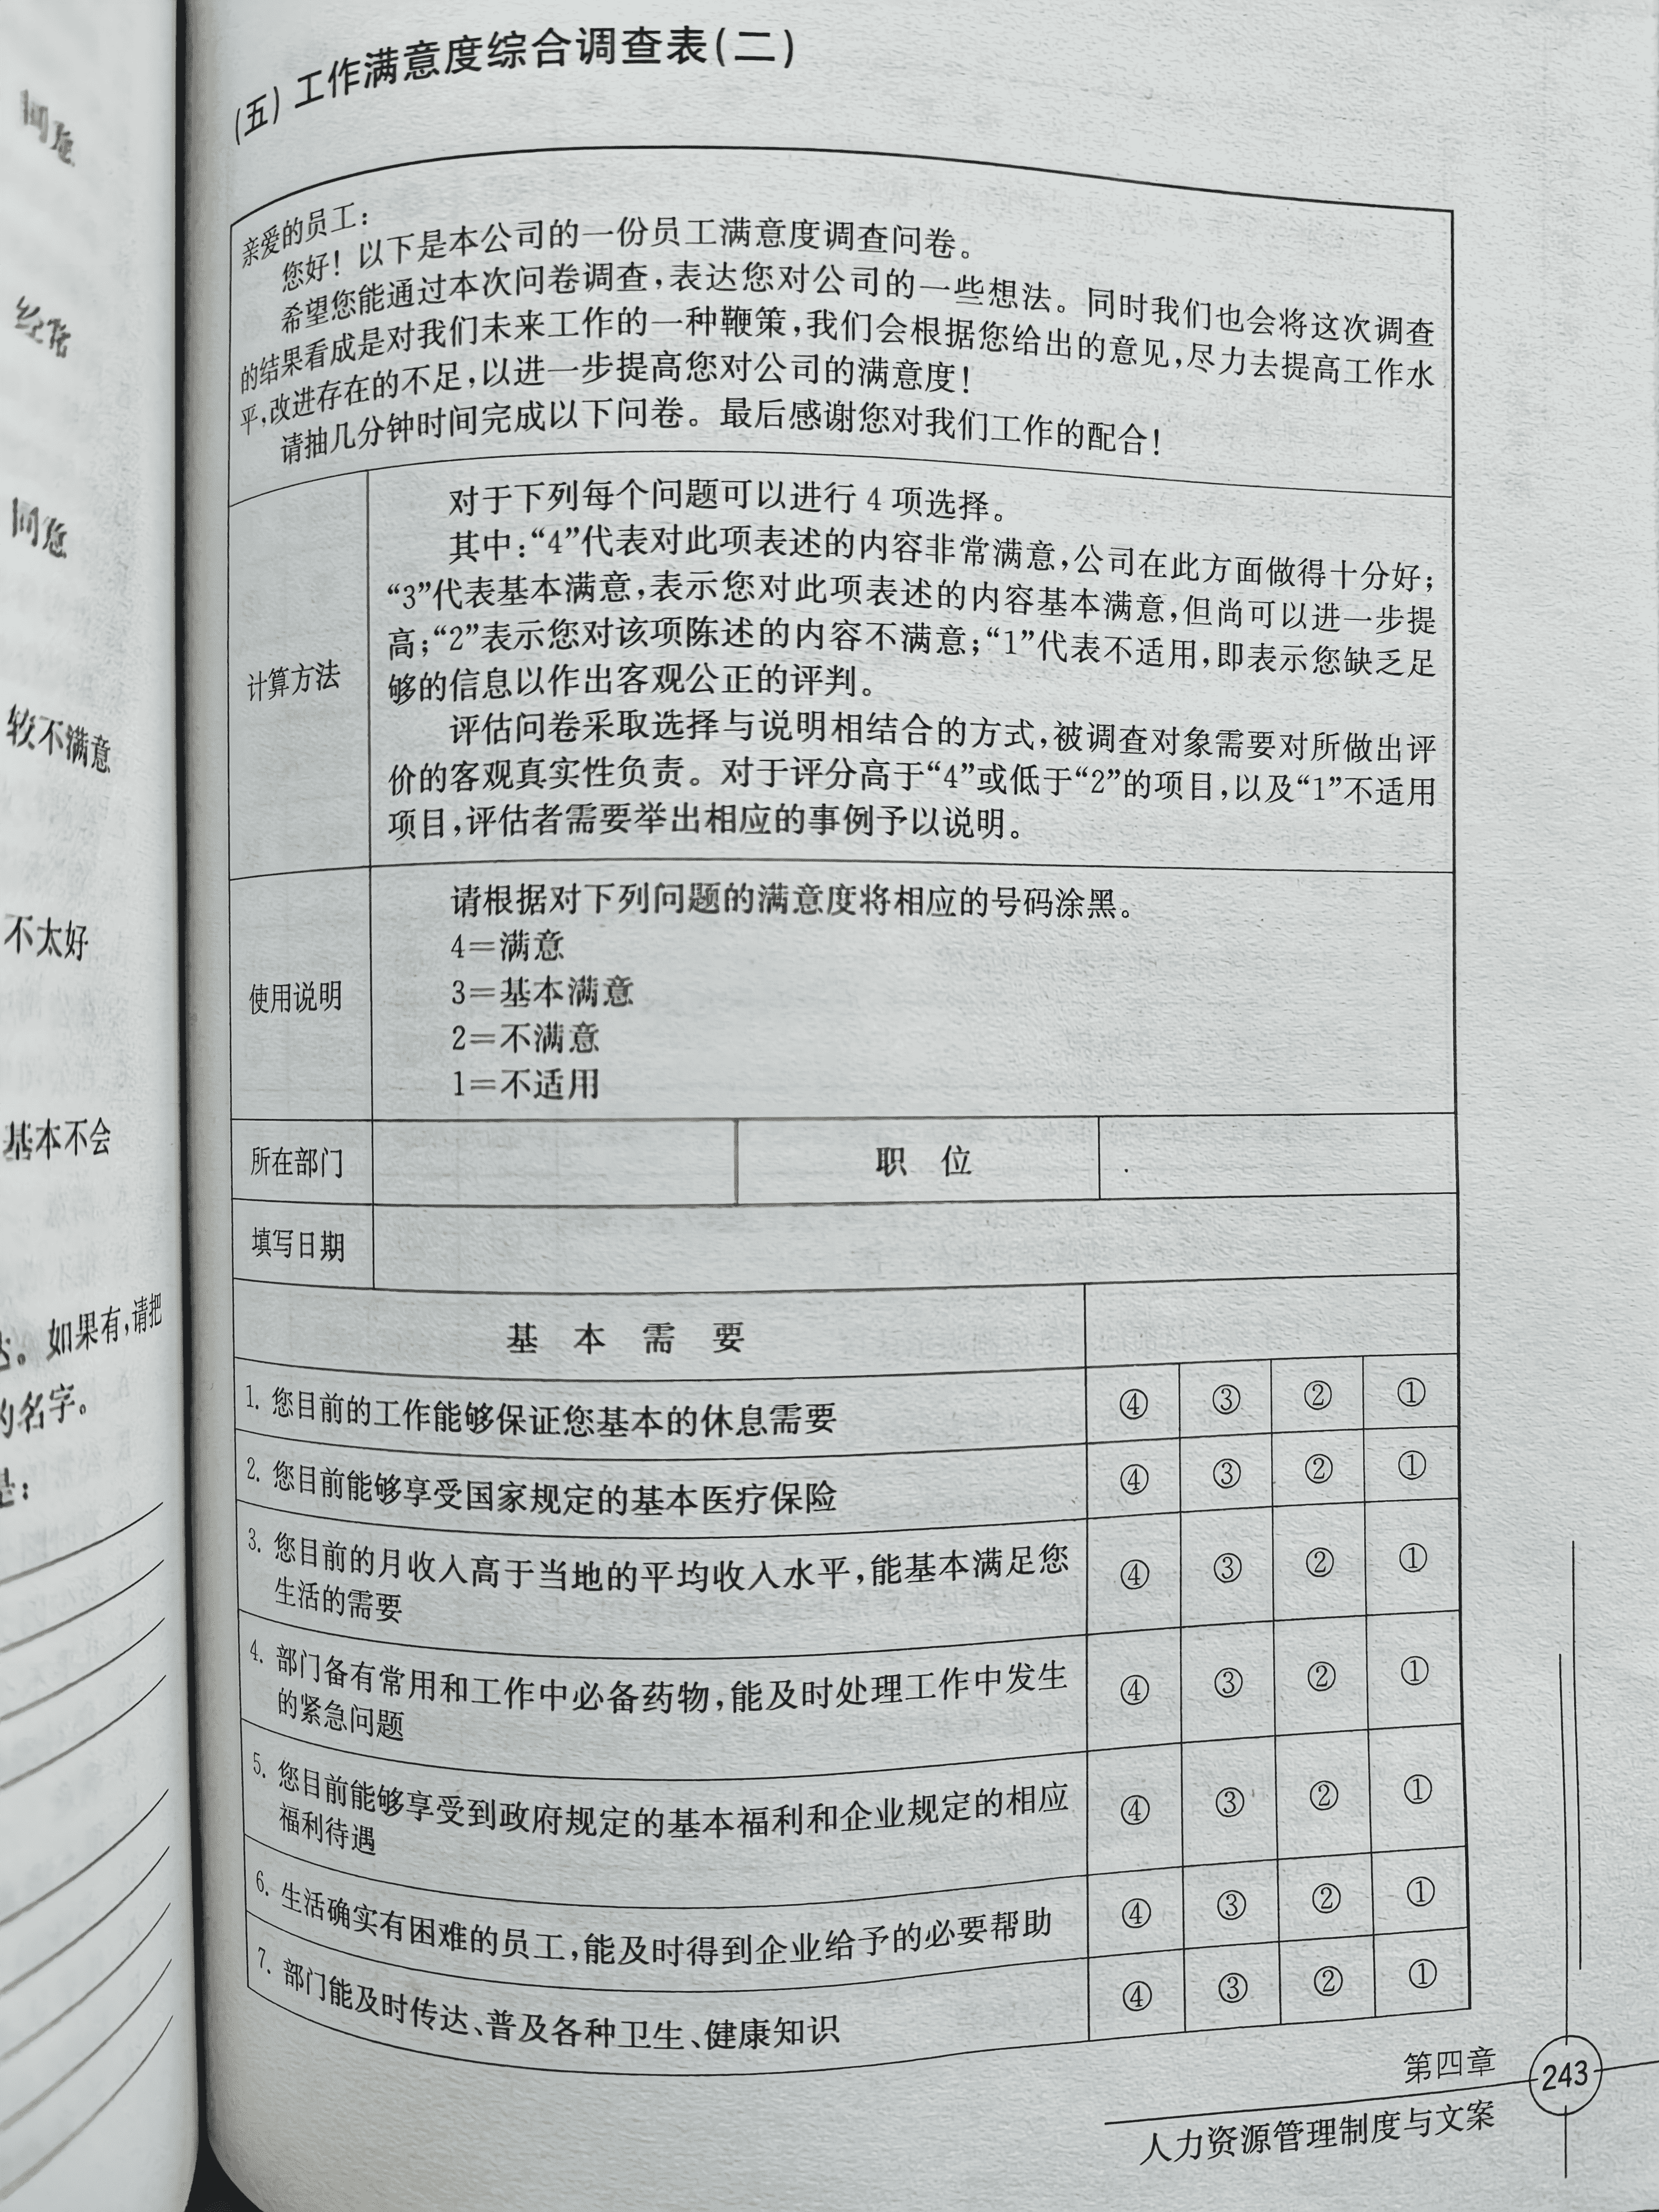 问题
经常
问题
较不满意
不太好
基本不会
达。如果有,请把
的名字。
是:
(五)工作满意度综合调查表(二)
亲爱的员工:
您好!以下是本公司的一份员工满意度调查问卷。
希望您能通过本次问卷调查,表达您对公司的一些想法。同时我们也会将这次调查
的结果看成是对我们未来工作的一种鞭策,我们会根据您给出的意见,尽力去提高工作水
平,改进存在的不足,以进一步提高您对公司的满意度!
请抽几分钟时间完成以下问卷。最后感谢您对我们工作的配合!
计算方法
对于下列每个问题可以进行 4 项选择。
其中:“4”代表对此项表述的内容非常满意,公司在此方面做得十分好;
“3”代表基本满意,表示您对此项表述的内容基本满意,但尚可以进一步提
高;“2”表示您对该项陈述的内容不满意;“1”代表不适用,即表示您缺乏足
够的信息以作出客观公正的评判。
评估问卷采取选择与说明相结合的方式,被调查对象需要对所做出评
价的客观真实性负责。对于评分高于“4”或低于“2”的项目,以及“1”不适用
项目,评估者需要举出相应的事例予以说明。
使用说明
请根据对下列问题的满意度将相应的号码涂黑。
4＝满意
3＝基本满意
2＝不满意
1＝不适用
所在部门 职 位
填写日期
基 本 需 要
1. 您目前的工作能够保证您基本的休息需要 ④ ③ ② ①
2. 您目前能够享受国家规定的基本医疗保险 ④ ③ ② ①
3. 您目前的月收入高于当地的平均收入水平,能基本满足您
生活的需要 ④ ③ ② ①
4. 部门备有常用和工作中必备药物,能及时处理工作中发生
的紧急问题 ④ ③ ② ①
5. 您目前能够享受到政府规定的基本福利和企业规定的相应
福利待遇 ④ ③ ② ①
6. 生活确实有困难的员工,能及时得到企业给予的必要帮助 ④ ③ ② ①
7. 部门能及时传达、普及各种卫生、健康知识 ④ ③ ② ①
第四章
243
人力资源管理制度与文案